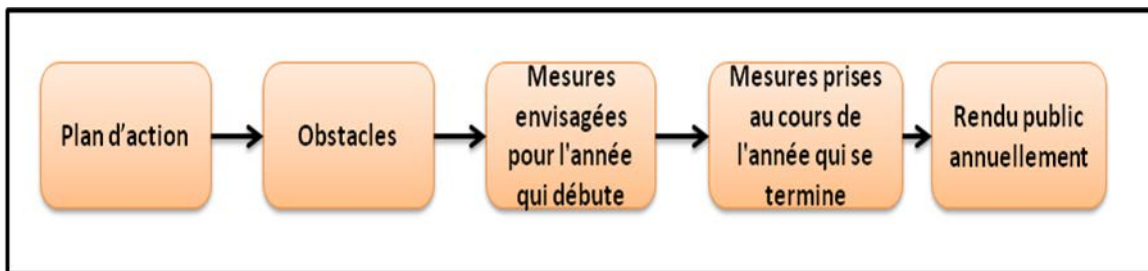 Plan d'action
Obstacles
Mesures
envisagées
pour l'année
qui débute
Mesures prises
au cours de
l'année qui se
termine
Rendu public
annuellement